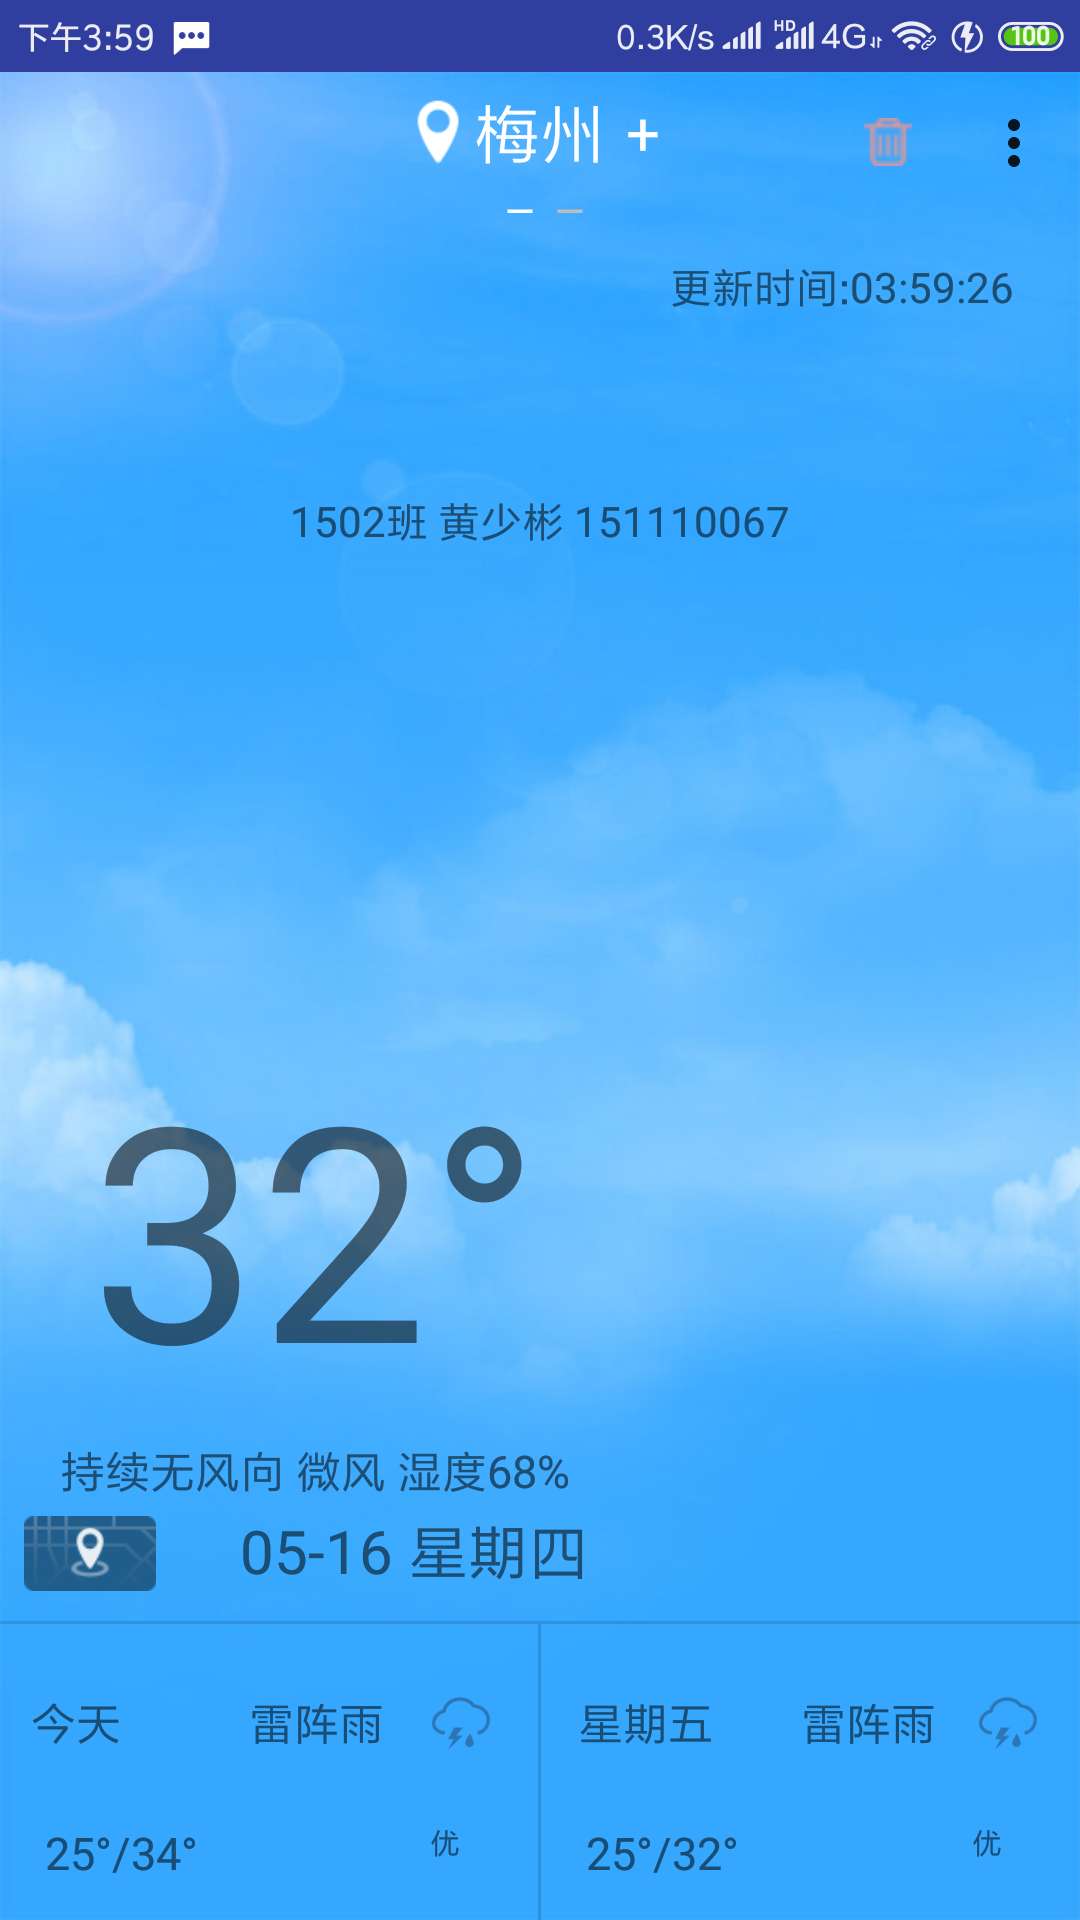 下午3:59 0.3K/s HD 4G 100
梅州 +
更新时间:03:59:26
1502班 黄少彬 151110067
32°
持续无风向 微风 湿度68%
05-16 星期四
今天 雷阵雨 星期五 雷阵雨
25°/34° 优 25°/32° 优